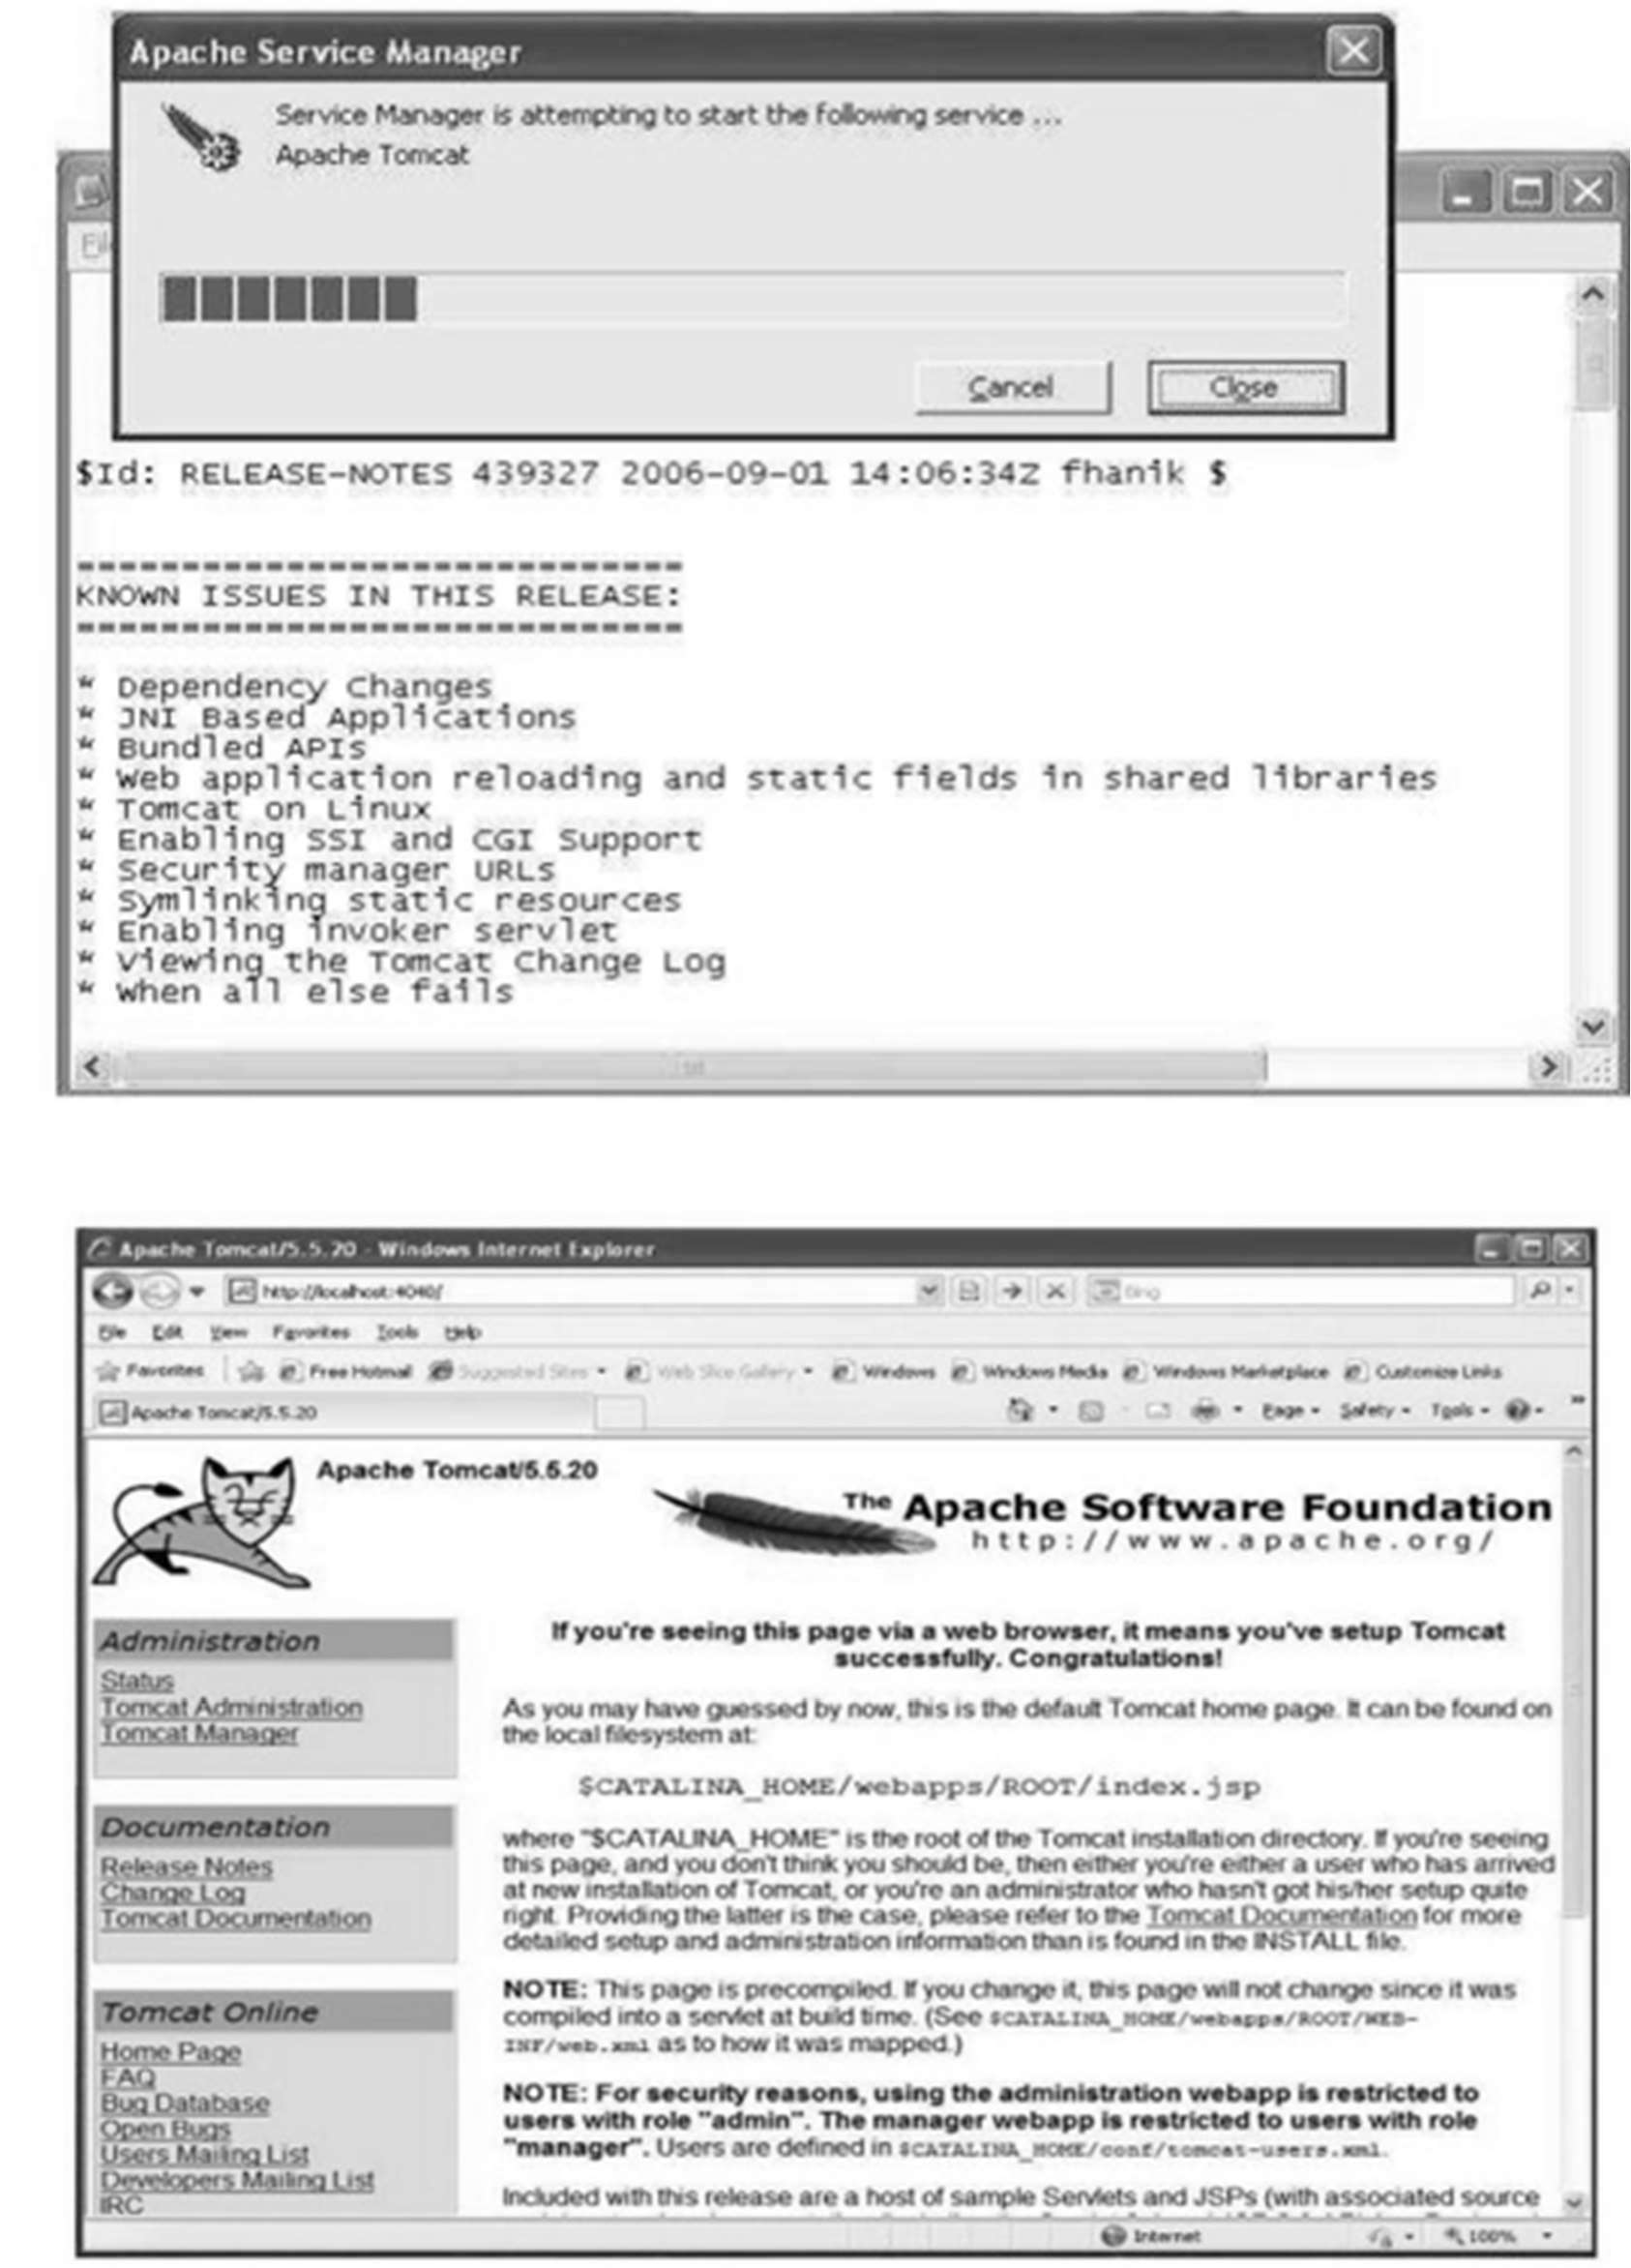 Apache Service Manager
Service Manager is attempting to start the following service ...
Apache Tomcat
Cancel
Close
$Id: RELEASE-NOTES 439327 2006-09-01 14:06:34Z fhanik $
=============================
KNOWN ISSUES IN THIS RELEASE:
=============================
* Dependency Changes
* JNI Based Applications
* Bundled APIs
* Web application reloading and static fields in shared libraries
* Tomcat on Linux
* Enabling SSI and CGI Support
* Security manager URLs
* Symlinking static resources
* Enabling invoker servlet
* Viewing the Tomcat Change Log
* When all else fails
Apache Tomcat/5.5.20 - Windows Internet Explorer
http://localhost:4040/
Bing
File Edit View Favorites Tools Help
Favorites Free Hotmail Suggested Sites Web Slice Gallery Windows Windows Media Windows Marketplace Customize Links
Apache Tomcat/5.5.20
Page Safety Tools
Apache Tomcat/5.5.20
The Apache Software Foundation
http://www.apache.org/
Administration
Status
Tomcat Administration
Tomcat Manager
Documentation
Release Notes
Change Log
Tomcat Documentation
Tomcat Online
Home Page
FAQ
Bug Database
Open Bugs
Users Mailing List
Developers Mailing List
IRC
If you're seeing this page via a web browser, it means you've setup Tomcat
successfully. Congratulations!
As you may have guessed by now, this is the default Tomcat home page. It can be found on
the local filesystem at:
$CATALINA_HOME/webapps/ROOT/index.jsp
where "$CATALINA_HOME" is the root of the Tomcat installation directory. If you're seeing
this page, and you don't think you should be, then either you're either a user who has arrived
at new installation of Tomcat, or you're an administrator who hasn't got his/her setup quite
right. Providing the latter is the case, please refer to the Tomcat Documentation for more
detailed setup and administration information than is found in the INSTALL file.
NOTE: This page is precompiled. If you change it, this page will not change since it was
compiled into a servlet at build time. (See $CATALINA_HOME/webapps/ROOT/WEB-
INF/web.xml as to how it was mapped.)
NOTE: For security reasons, using the administration webapp is restricted to
users with role "admin". The manager webapp is restricted to users with role
"manager". Users are defined in $CATALINA_HOME/conf/tomcat-users.xml.
Included with this release are a host of sample Servlets and JSPs (with associated source
Internet
100%